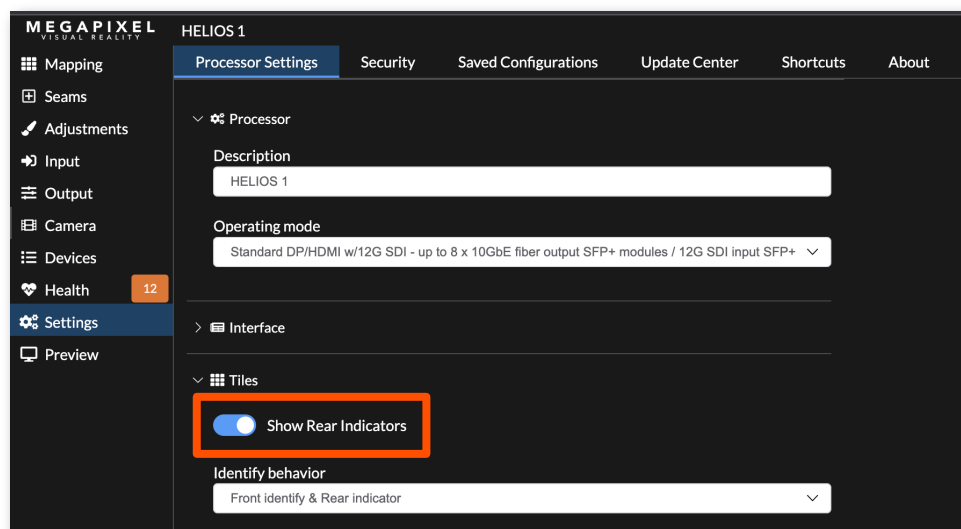 MEGAPIXEL
VISUAL REALITY
HELIOS 1
Mapping
Seams
Adjustments
Input
Output
Camera
Devices
Health
12
Settings
Preview
Processor Settings
Security
Saved Configurations
Update Center
Shortcuts
About
Processor
Description
HELIOS 1
Operating mode
Standard DP/HDMI w/12G SDI - up to 8 x 10GbE fiber output SFP+ modules / 12G SDI input SFP+
Interface
Tiles
Show Rear Indicators
Identify behavior
Front identify & Rear indicator